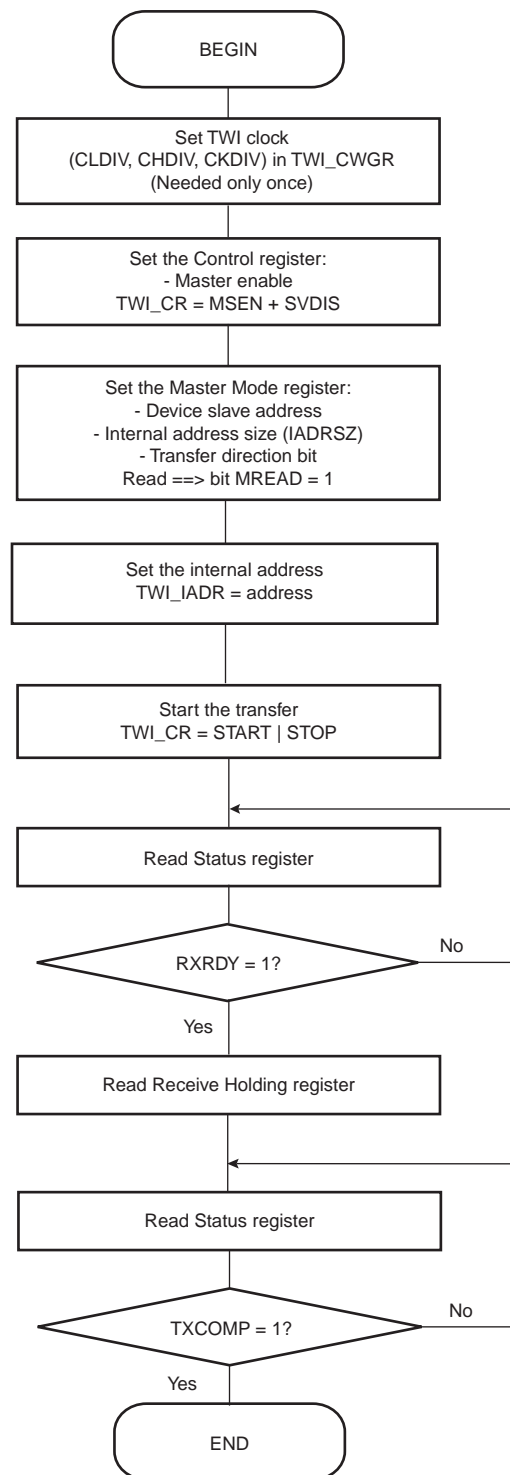 BEGIN
Set TWI clock
(CLDIV, CHDIV, CKDIV) in TWI_CWGR
(Needed only once)
Set the Control register:
- Master enable
TWI_CR = MSEN + SVDIS
Set the Master Mode register:
- Device slave address
- Internal address size (IADRSZ)
- Transfer direction bit
Read ==> bit MREAD = 1
Set the internal address
TWI_IADR = address
Start the transfer
TWI_CR = START | STOP
Read Status register
RXRDY = 1?
No
Yes
Read Receive Holding register
Read Status register
TXCOMP = 1?
No
Yes
END